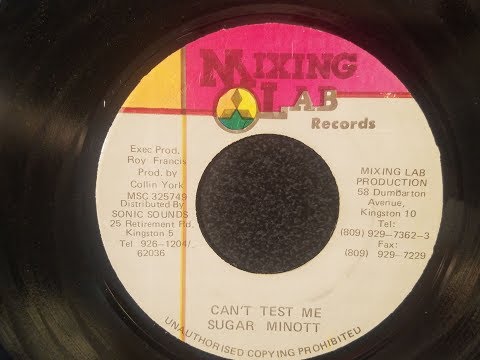 MIXING
LAB
Records
Exec Prod.
Roy Francis
Prod. by
Collin York
MSC 325749
Distributed By
SONIC SOUNDS
25 Retirement Rd.
Kingston 5
Tel 926-1204/
62036
MIXING LAB
PRODUCTION
58 Dumbarton
Avenue,
Kingston 10
Tel:
(809) 929-7362-3
Fax:
(809) 929-7229
CAN'T TEST ME
SUGAR MINOTT
UNAUTHORISED COPYING PROHIBITED